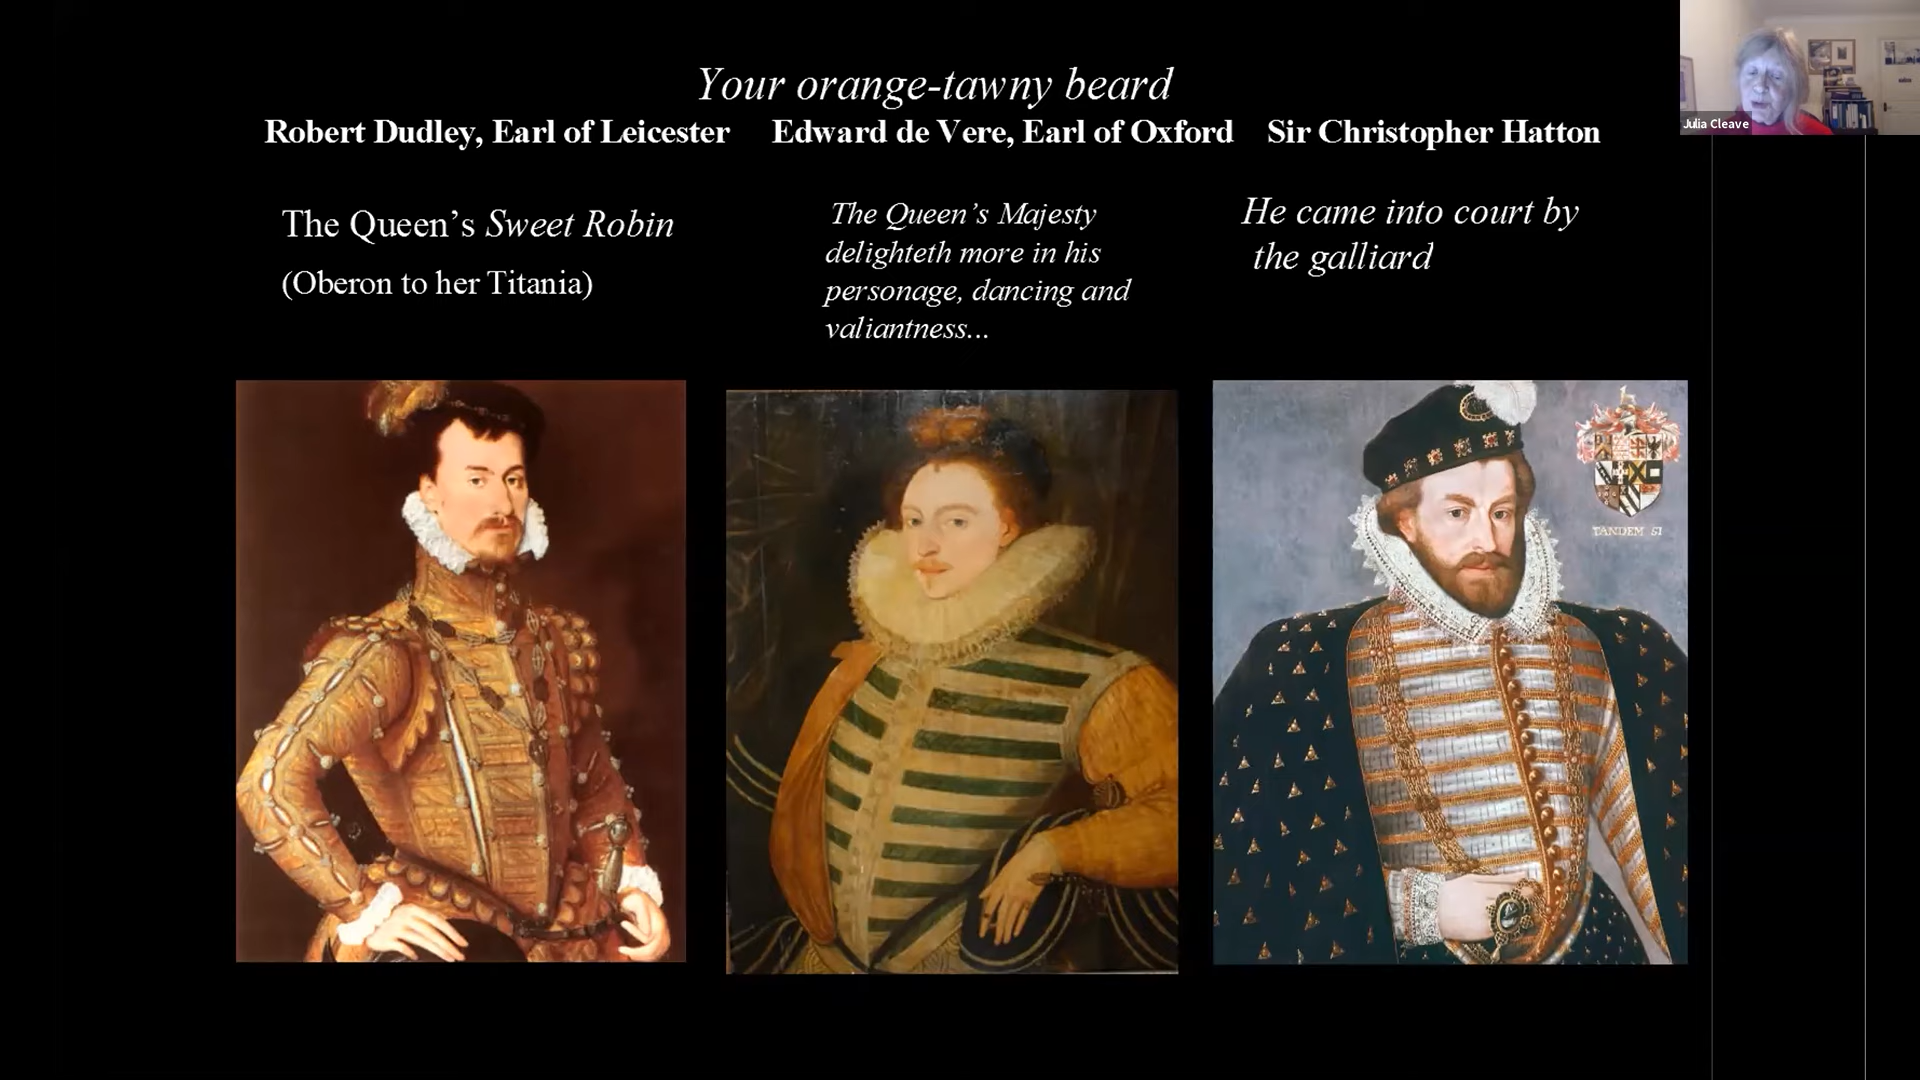 Your orange-tawny beard
Robert Dudley, Earl of Leicester
Edward de Vere, Earl of Oxford
Sir Christopher Hatton
The Queen’s Sweet Robin
(Oberon to her Titania)
The Queen’s Majesty
delighteth more in his
personage, dancing and
valiantness...
He came into court by
the galliard
TANDEM SI
Julia Cleave